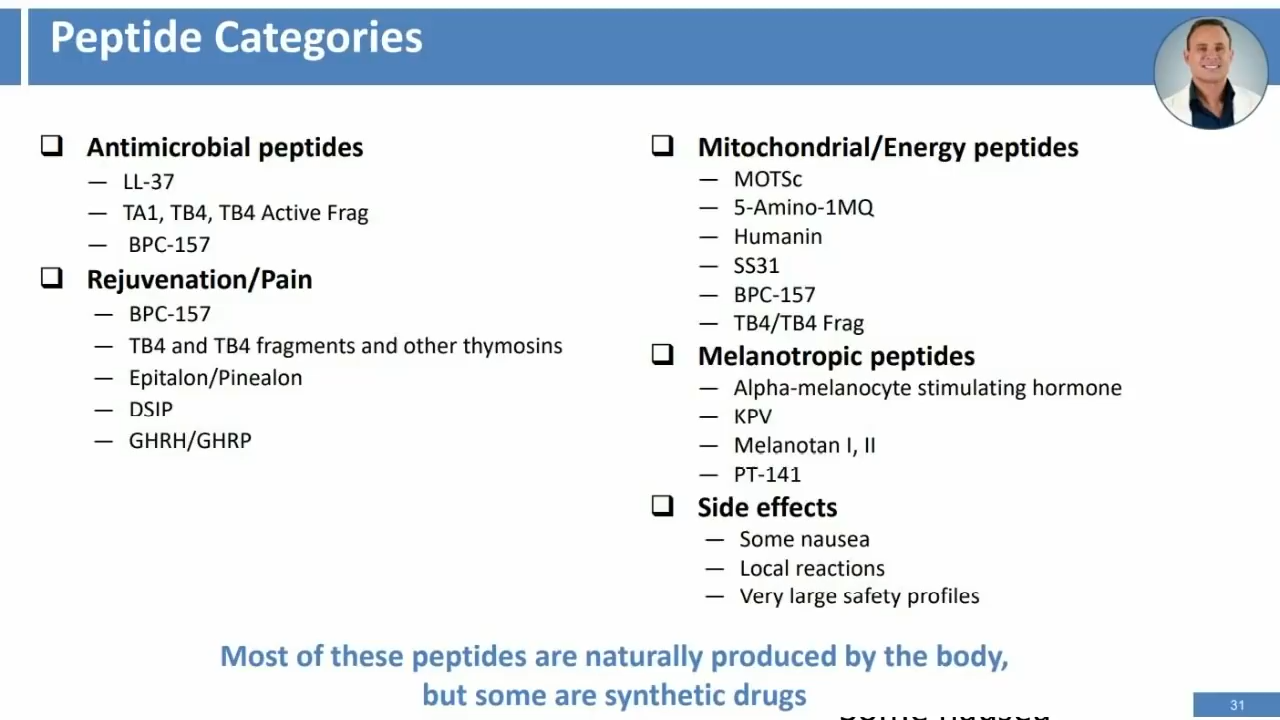 Peptide Categories
❑ Antimicrobial peptides
— LL-37
— TA1, TB4, TB4 Active Frag
— BPC-157
❑ Rejuvenation/Pain
— BPC-157
— TB4 and TB4 fragments and other thymosins
— Epitalon/Pinealon
— DSIP
— GHRH/GHRP
❑ Mitochondrial/Energy peptides
— MOTSc
— 5-Amino-1MQ
— Humanin
— SS31
— BPC-157
— TB4/TB4 Frag
❑ Melanotropic peptides
— Alpha-melanocyte stimulating hormone
— KPV
— Melanotan I, II
— PT-141
❑ Side effects
— Some nausea
— Local reactions
— Very large safety profiles
Most of these peptides are naturally produced by the body,
but some are synthetic drugs
Some nausea
31